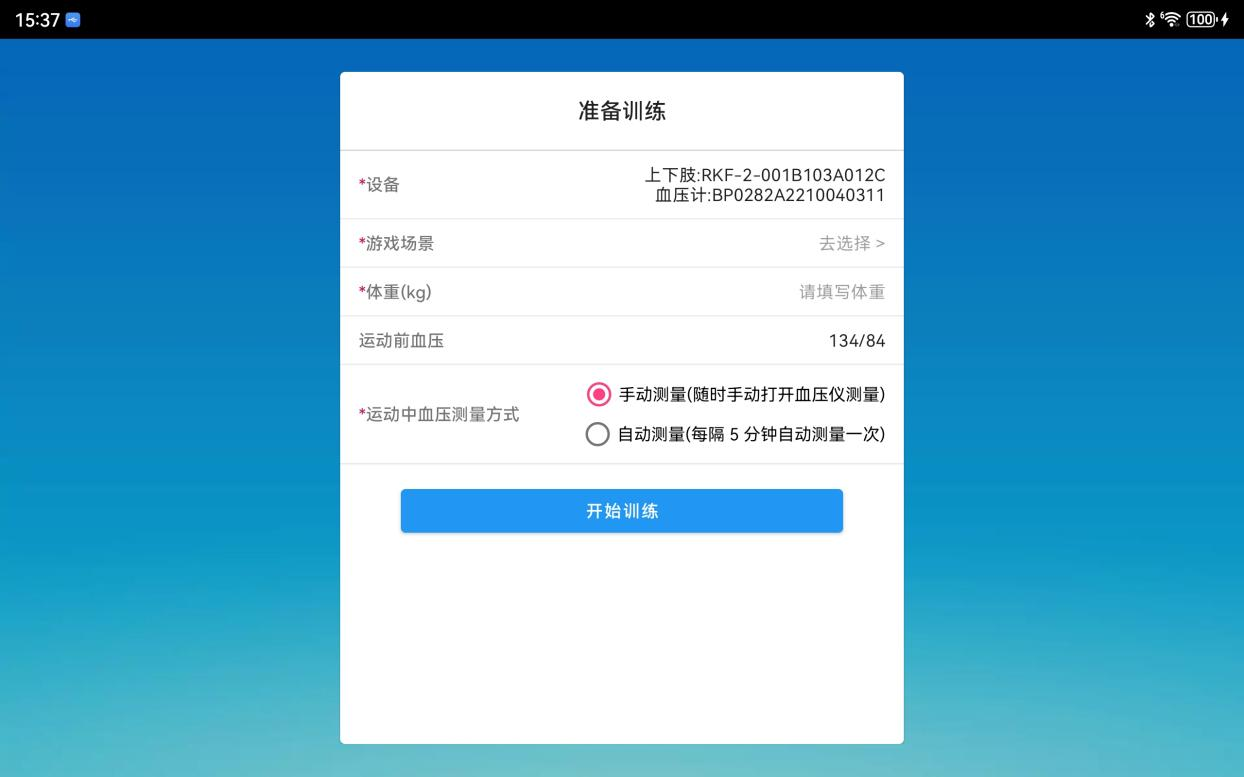 15:37
6 100
准备训练
*设备
上下肢:RKF-2-001B103A012C
血压计:BP0282A2210040311
*游戏场景 去选择 >
*体重(kg) 请填写体重
运动前血压 134/84
*运动中血压测量方式
手动测量(随时手动打开血压仪测量)
自动测量(每隔 5 分钟自动测量一次)
开始训练